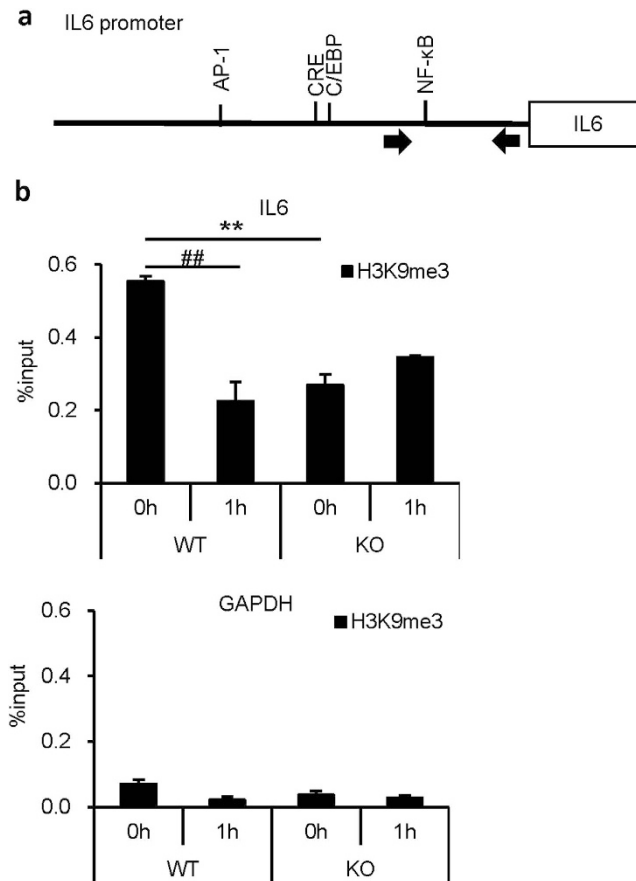 a
IL6 promoter
AP-1
CRE
C/EBP
NF-κB
IL6
b
IL6
**
##
H3K9me3
0.6
0.4
0.2
0.0
%input
0h 1h 0h 1h
WT KO
GAPDH
H3K9me3
0.6
0.4
0.2
0.0
%input
0h 1h 0h 1h
WT KO